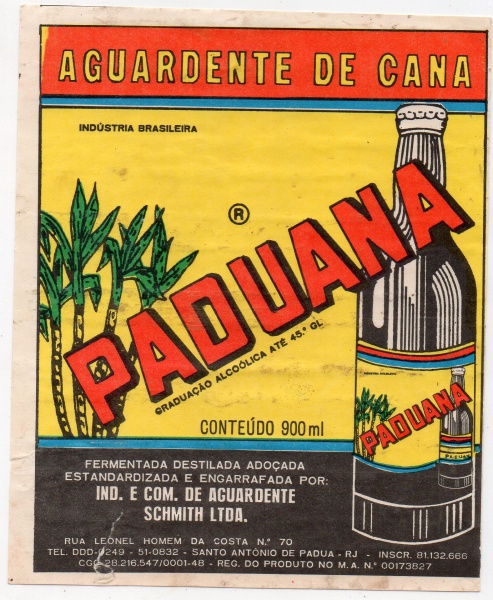 AGUARDENTE DE CANA
INDÚSTRIA BRASILEIRA
®
PADUANA
GRADUAÇÃO ALCOÓLICA ATÉ 45.º GL
CONTEÚDO 900 ml
INDÚSTRIA BRASILEIRA
PADUANA
PADUANA
FERMENTADA DESTILADA ADOÇADA
ESTANDARDIZADA E ENGARRAFADA POR:
IND. E COM. DE AGUARDENTE
SCHMITH LTDA.
RUA LEONEL HOMEM DA COSTA N.º 70
TEL. DDD-0249 - 51-0832 - SANTO ANTÔNIO DE PADUA - RJ - INSCR. 81.132.666
CGC 28.216.547/0001-48 - REG. DO PRODUTO NO M.A. N.º 00173827